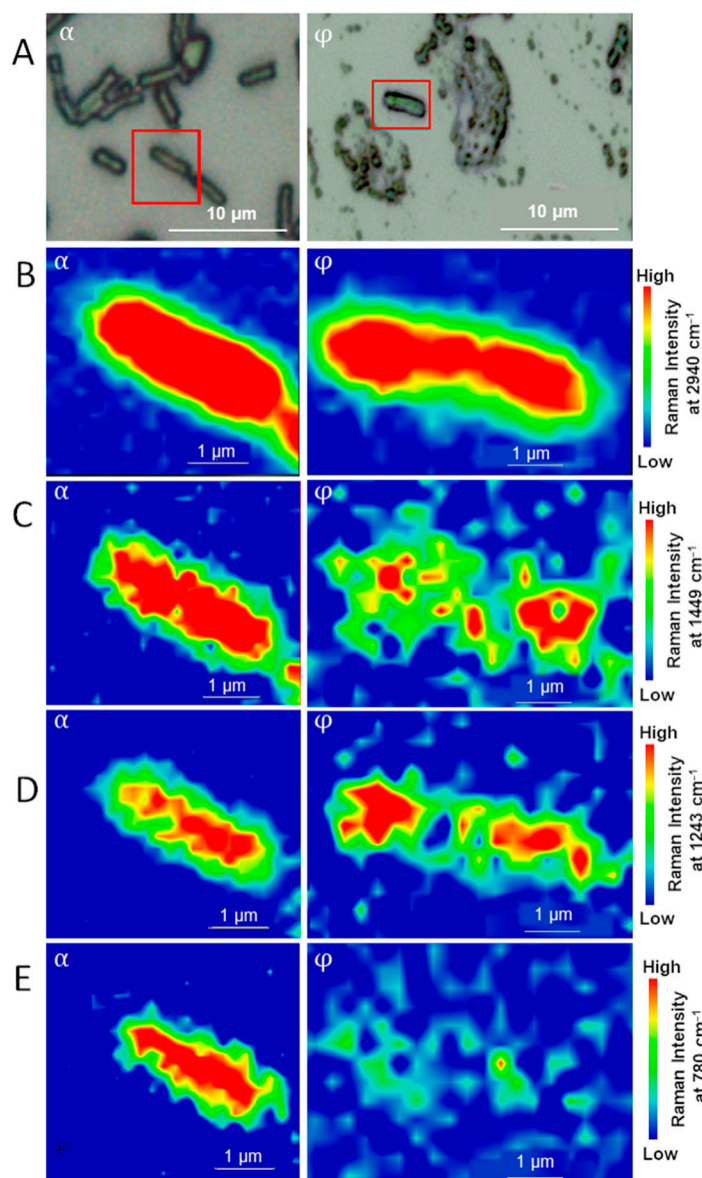 A
α
φ
10 µm
10 µm
B
α
φ
1 µm
1 µm
High
Raman Intensity
at 2940 cm⁻¹
Low
C
α
φ
1 µm
1 µm
High
Raman Intensity
at 1449 cm⁻¹
Low
D
α
φ
1 µm
1 µm
High
Raman Intensity
at 1243 cm⁻¹
Low
E
α
φ
1 µm
1 µm
High
Raman Intensity
at 780 cm⁻¹
Low